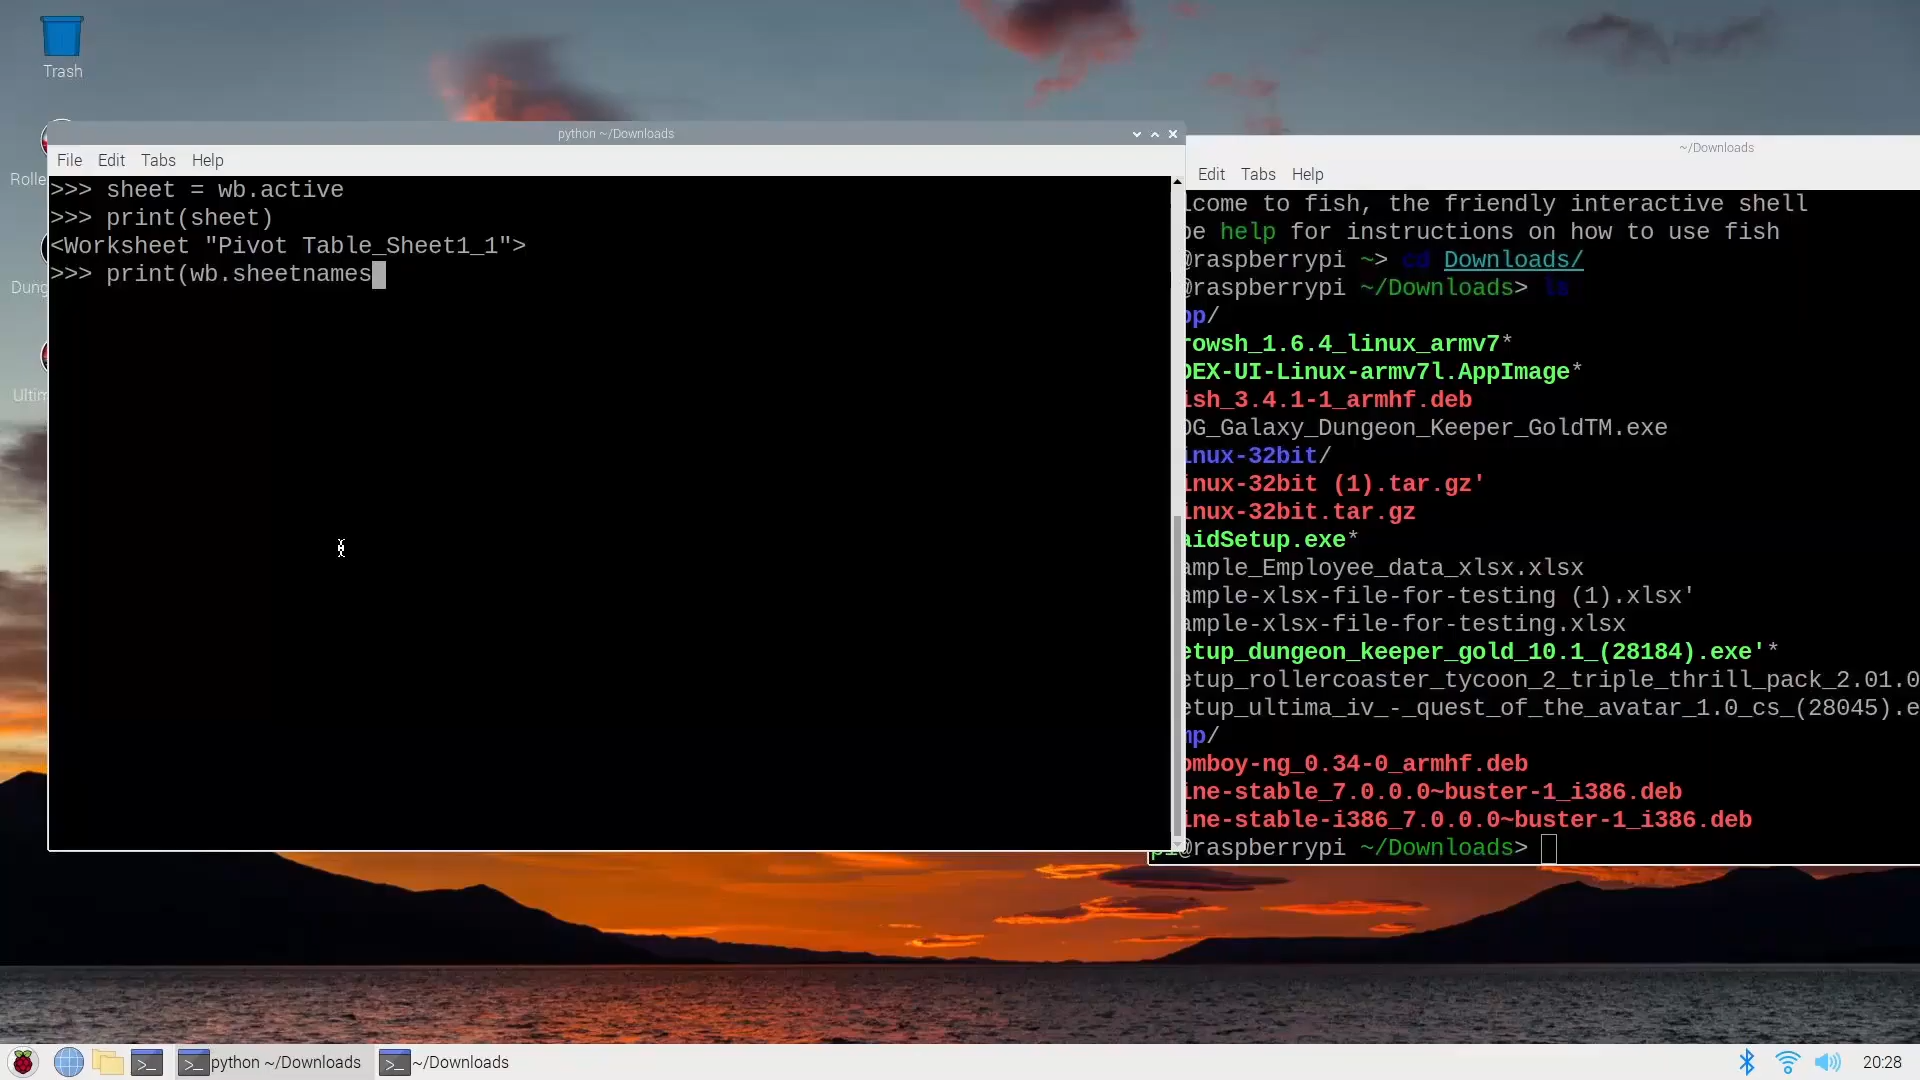 Trash
Rolle
Dung
Ultim
python ~/Downloads
File Edit Tabs Help
>>> sheet = wb.active
>>> print(sheet)
<Worksheet "Pivot Table_Sheet1_1">
>>> print(wb.sheetnames
~/Downloads
Edit Tabs Help
lcome to fish, the friendly interactive shell
pe help for instructions on how to use fish
@raspberrypi ~> cd Downloads/
@raspberrypi ~/Downloads> ls
pp/
rowsh_1.6.4_linux_armv7*
DEX-UI-Linux-armv7l.AppImage*
ish_3.4.1-1_armhf.deb
OG_Galaxy_Dungeon_Keeper_GoldTM.exe
inux-32bit/
inux-32bit (1).tar.gz'
inux-32bit.tar.gz
aidSetup.exe*
ample_Employee_data_xlsx.xlsx
ample-xlsx-file-for-testing (1).xlsx'
ample-xlsx-file-for-testing.xlsx
etup_dungeon_keeper_gold_10.1_(28184).exe'*
etup_rollercoaster_tycoon_2_triple_thrill_pack_2.01.0
etup_ultima_iv_-_quest_of_the_avatar_1.0_cs_(28045).e
mp/
omboy-ng_0.34-0_armhf.deb
ine-stable_7.0.0.0~buster-1_i386.deb
ine-stable-i386_7.0.0.0~buster-1_i386.deb
pi@raspberrypi ~/Downloads>
python ~/Downloads
~/Downloads
20:28